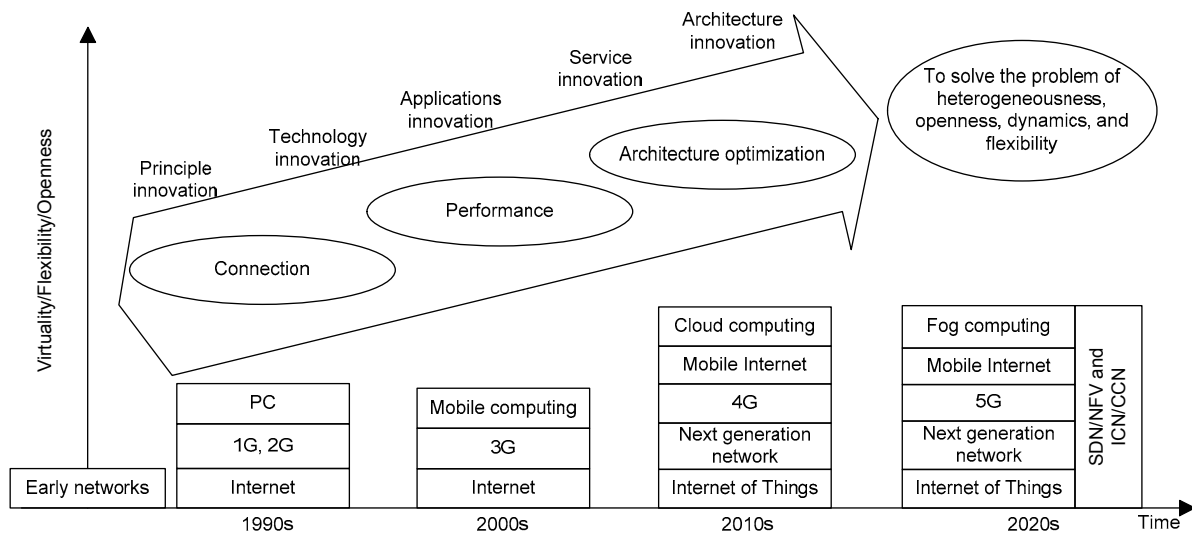 Architecture
innovation
Service
innovation
Applications
innovation
Technology
innovation
Principle
innovation
To solve the problem of
heterogeneousness,
openness, dynamics, and
flexibility
Architecture optimization
Performance
Connection
Virtuality/Flexibility/Openness
Early networks
PC
1G, 2G
Internet
Mobile computing
3G
Internet
Cloud computing
Mobile Internet
4G
Next generation
network
Internet of Things
Fog computing
Mobile Internet
5G
Next generation
network
Internet of Things
SDN/NFV and
ICN/CCN
1990s
2000s
2010s
2020s
Time